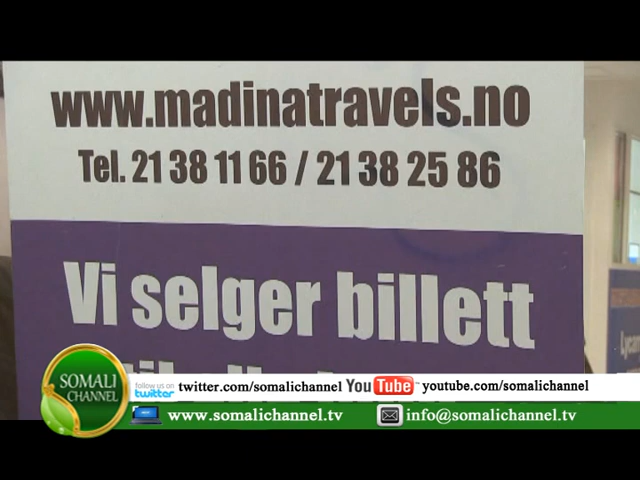 www.madinatravels.no
Tel. 21 38 11 66 / 21 38 25 86
Vi selger billett
SOMALI
CHANNEL
follow us on
twitter
twitter.com/somalichannel
YouTube
youtube.com/somalichannel
www.somalichannel.tv
info@somalichannel.tv